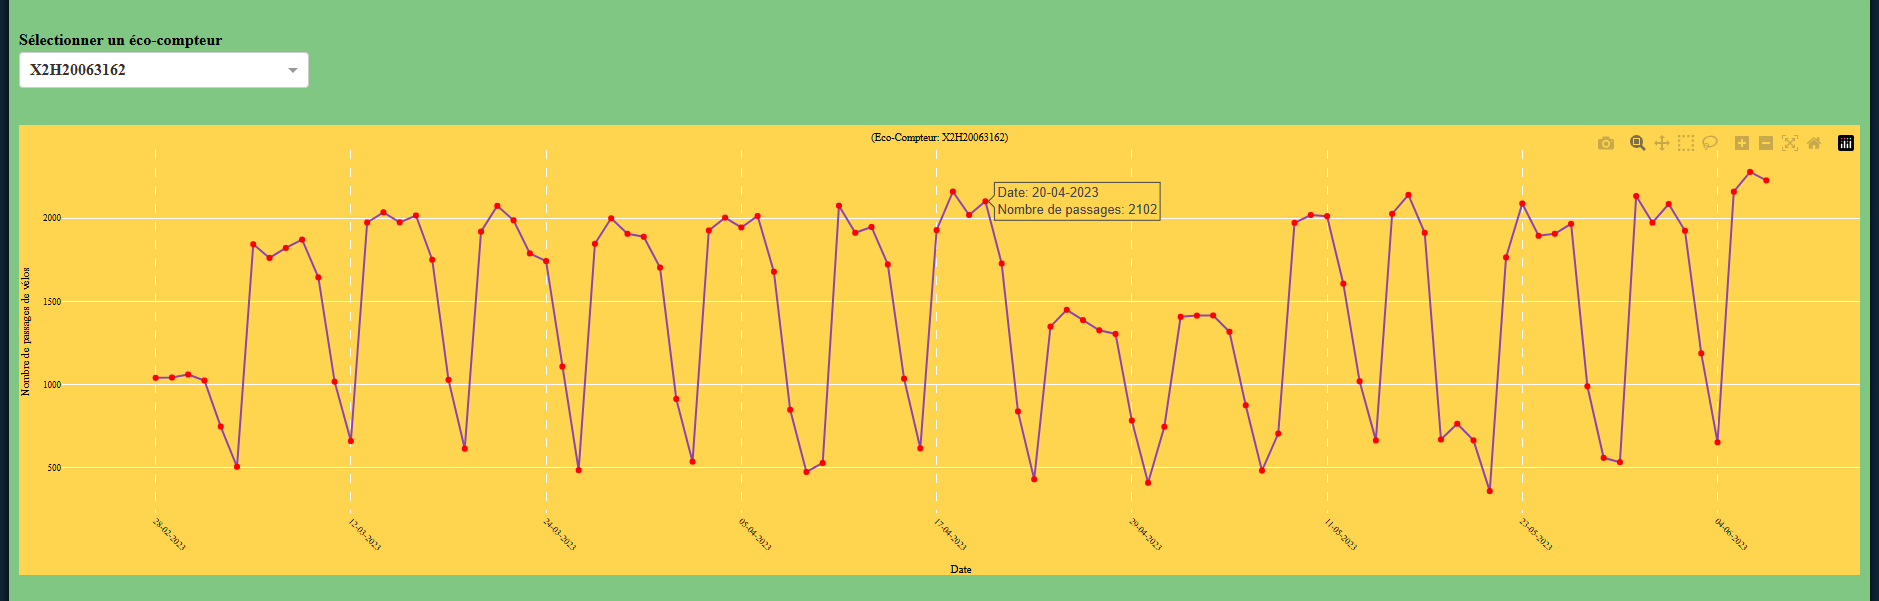 Sélectionner un éco-compteur
X2H20063162
(Eco-Compteur: X2H20063162)
Date: 20-04-2023
Nombre de passages: 2102
2000
1500
1000
500
Nombre de passages de vélos
28-02-2023
12-03-2023
24-03-2023
05-04-2023
17-04-2023
29-04-2023
11-05-2023
23-05-2023
04-06-2023
Date